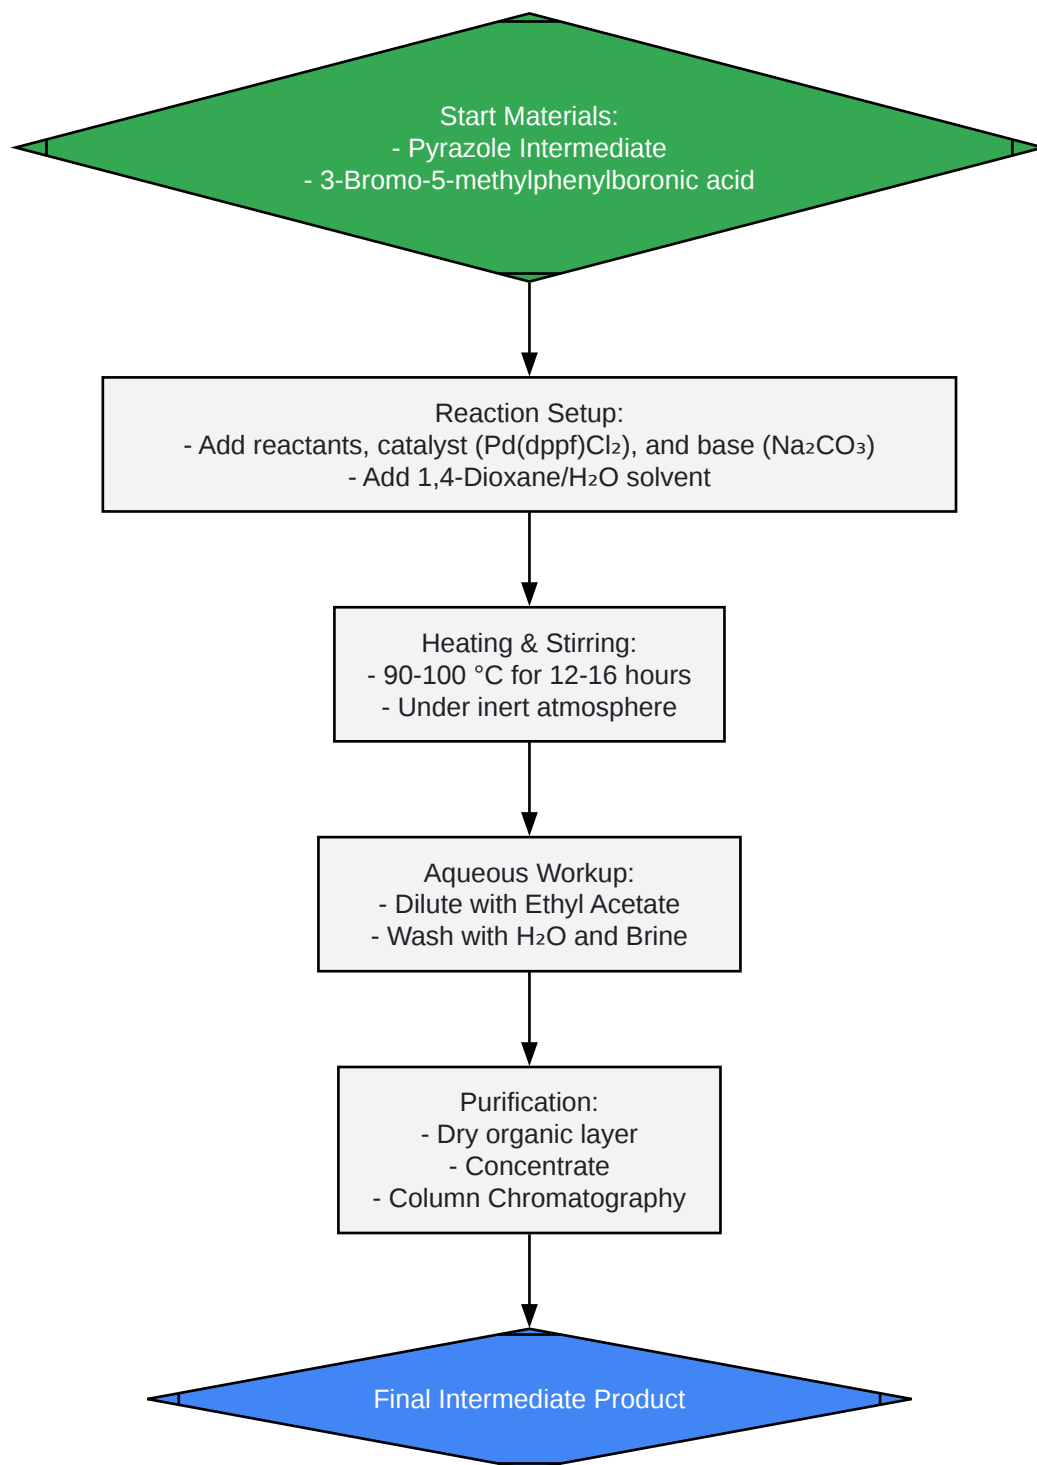 Start Materials:
- Pyrazole Intermediate
- 3-Bromo-5-methylphenylboronic acid
Reaction Setup:
- Add reactants, catalyst (Pd(dppf)Cl₂), and base (Na₂CO₃)
- Add 1,4-Dioxane/H₂O solvent
Heating & Stirring:
- 90-100 °C for 12-16 hours
- Under inert atmosphere
Aqueous Workup:
- Dilute with Ethyl Acetate
- Wash with H₂O and Brine
Purification:
- Dry organic layer
- Concentrate
- Column Chromatography
Final Intermediate Product